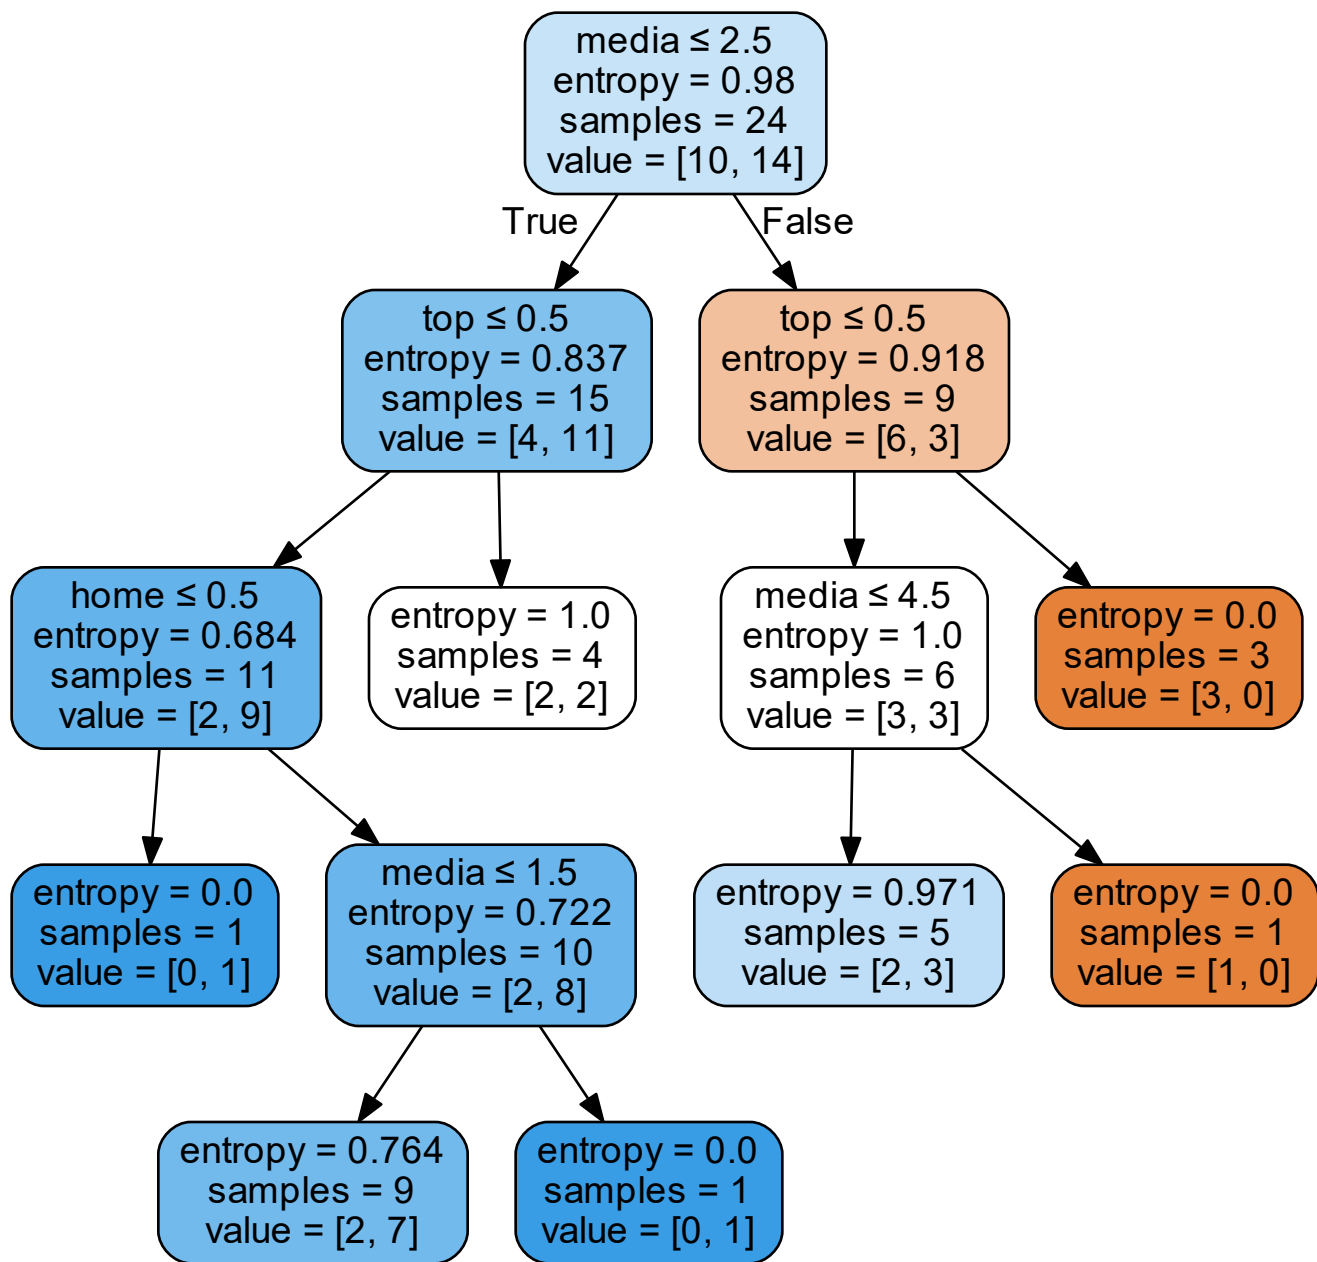 media ≤ 2.5
entropy = 0.98
samples = 24
value = [10, 14]
True
False
top ≤ 0.5
entropy = 0.837
samples = 15
value = [4, 11]
top ≤ 0.5
entropy = 0.918
samples = 9
value = [6, 3]
home ≤ 0.5
entropy = 0.684
samples = 11
value = [2, 9]
entropy = 1.0
samples = 4
value = [2, 2]
media ≤ 4.5
entropy = 1.0
samples = 6
value = [3, 3]
entropy = 0.0
samples = 3
value = [3, 0]
entropy = 0.0
samples = 1
value = [0, 1]
media ≤ 1.5
entropy = 0.722
samples = 10
value = [2, 8]
entropy = 0.971
samples = 5
value = [2, 3]
entropy = 0.0
samples = 1
value = [1, 0]
entropy = 0.764
samples = 9
value = [2, 7]
entropy = 0.0
samples = 1
value = [0, 1]